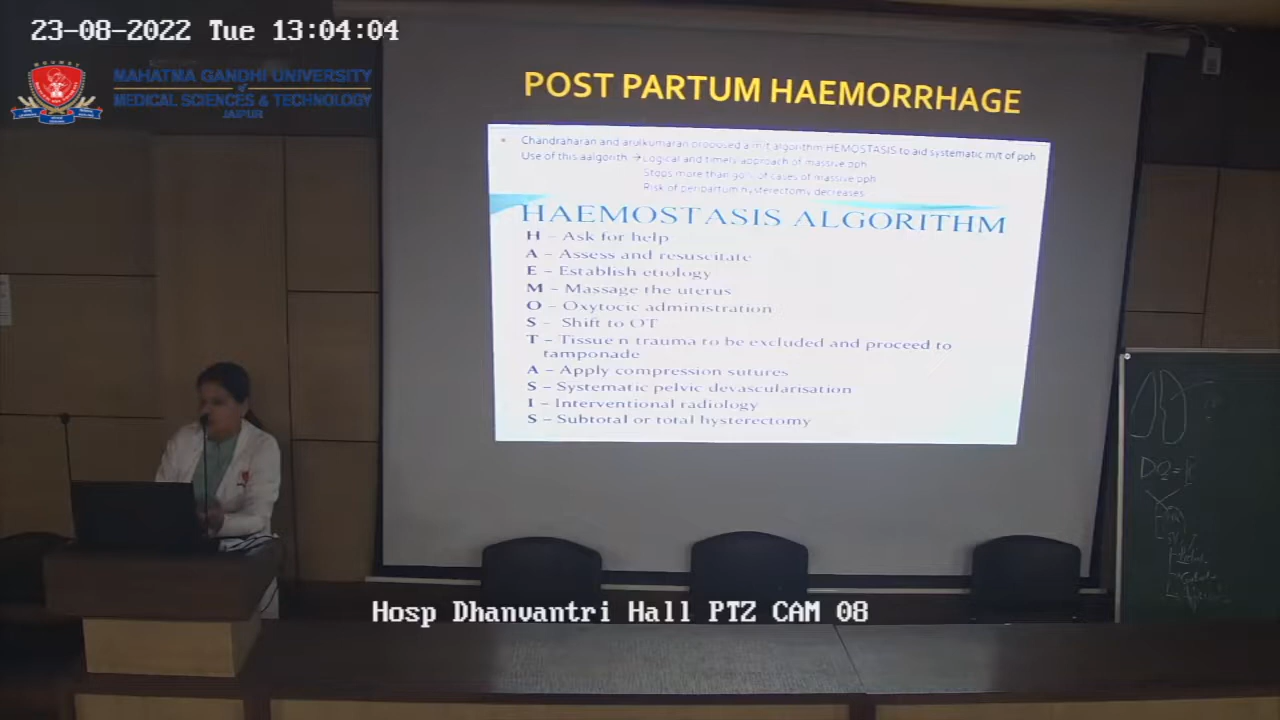 23-08-2022 Tue 13:04:04
MAHATMA GANDHI UNIVERSITY
of
MEDICAL SCIENCES & TECHNOLOGY
JAIPUR
POST PARTUM HAEMORRHAGE
Chandraharan and arulkumaran proposed a m/t algorithm HEMOSTASIS to aid systematic m/t of pph
Use of this aalgorith → Logical and timely approach of massive pph
Stops more than 90% of cases of massive pph
Risk of peripartum hysterectomy decreases
HAEMOSTASIS ALGORITHM
H – Ask for help
A – Assess and resuscitate
E – Establish etiology
M – Massage the uterus
O – Oxytocic administration
S – Shift to OT
T – Tissue n trauma to be excluded and proceed to
tamponade
A – Apply compression sutures
S – Systematic pelvic devascularisation
I – Interventional radiology
S – Subtotal or total hysterectomy
Hosp Dhanvantri Hall PTZ CAM 08